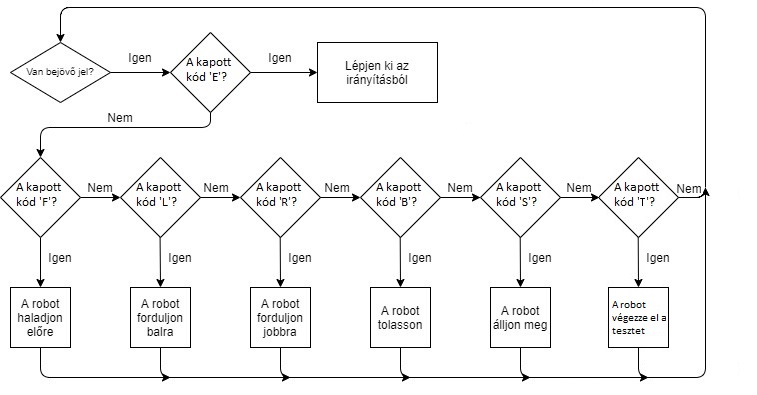 Van bejövő jel?
Igen
A kapott
kód 'E'?
Igen
Lépjen ki az
irányításból
Nem
A kapott
kód 'F'?
Nem
A kapott
kód 'L'?
Nem
A kapott
kód 'R'?
Nem
A kapott
kód 'B'?
Nem
A kapott
kód 'S'?
Nem
A kapott
kód 'T'?
Nem
Igen
Igen
Igen
Igen
Igen
Igen
A robot
haladjon
előre
A robot
forduljon
balra
A robot
forduljon
jobbra
A robot
tolasson
A robot
álljon meg
A robot
végezze el a
tesztet